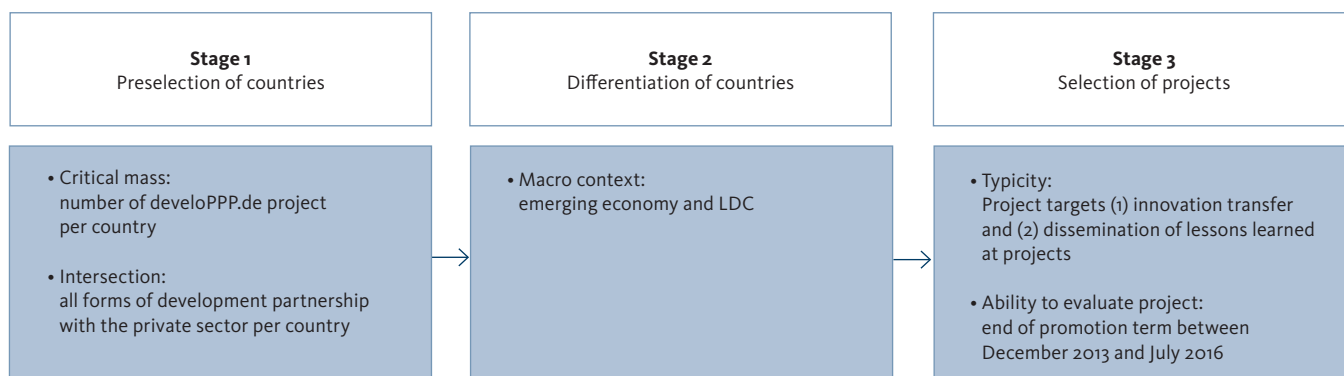 Stage 1
Preselection of countries
Stage 2
Differentiation of countries
Stage 3
Selection of projects
• Critical mass:
number of develoPPP.de project
per country
• Intersection:
all forms of development partnership
with the private sector per country
• Macro context:
emerging economy and LDC
• Typicity:
Project targets (1) innovation transfer
and (2) dissemination of lessons learned
at projects
• Ability to evaluate project:
end of promotion term between
December 2013 and July 2016